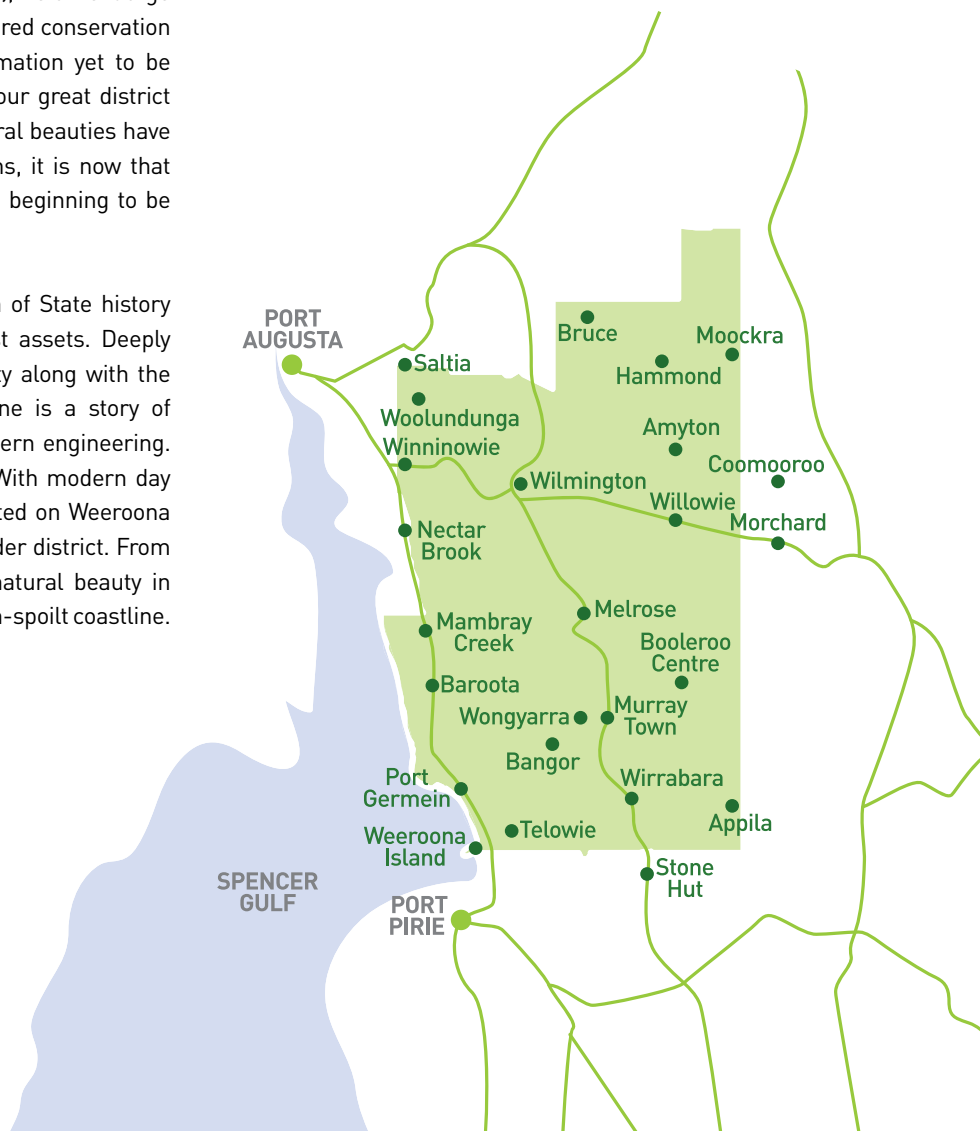 red conservation
mation yet to be
our great district
ral beauties have
ns, it is now that
beginning to be
of State history
t assets. Deeply
ty along with the
ne is a story of
ern engineering.
With modern day
ted on Weeroona
der district. From
natural beauty in
n-spoilt coastline.
PORT
AUGUSTA
Bruce
Moockra
Saltia
Hammond
Woolundunga
Amyton
Winninowie
Coomooroo
Wilmington
Willowie
Morchard
Nectar
Brook
Melrose
Mambray
Creek
Booleroo
Centre
Baroota
Wongyarra
Murray
Town
Bangor
Port
Germein
Wirrabara
Appila
Telowie
Weeroona
Island
Stone
Hut
SPENCER
GULF
PORT
PIRIE